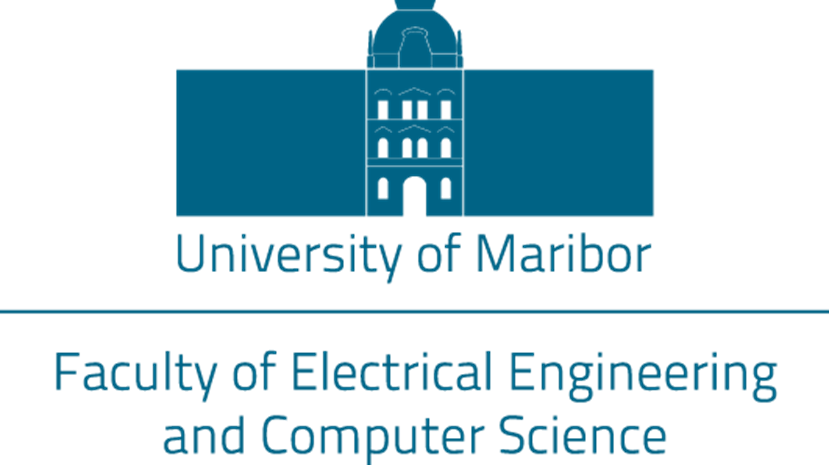 University of Maribor
Faculty of Electrical Engineering
and Computer Science